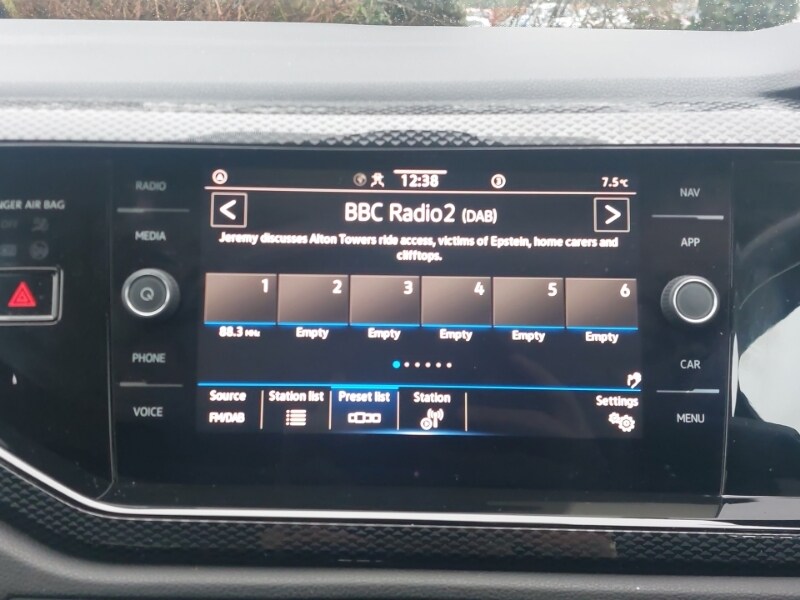 RADIO
12:38
7.5°C
NAV
NGER AIR BAG
BBC Radio2 (DAB)
MEDIA
APP
Jeremy discusses Alton Towers ride access, victims of Epstein, home carers and
clifftops.
1 2 3 4 5 6
88.3 MHz Empty Empty Empty Empty Empty
PHONE
CAR
Source Station list Preset list Station Settings
FM/DAB
VOICE
MENU